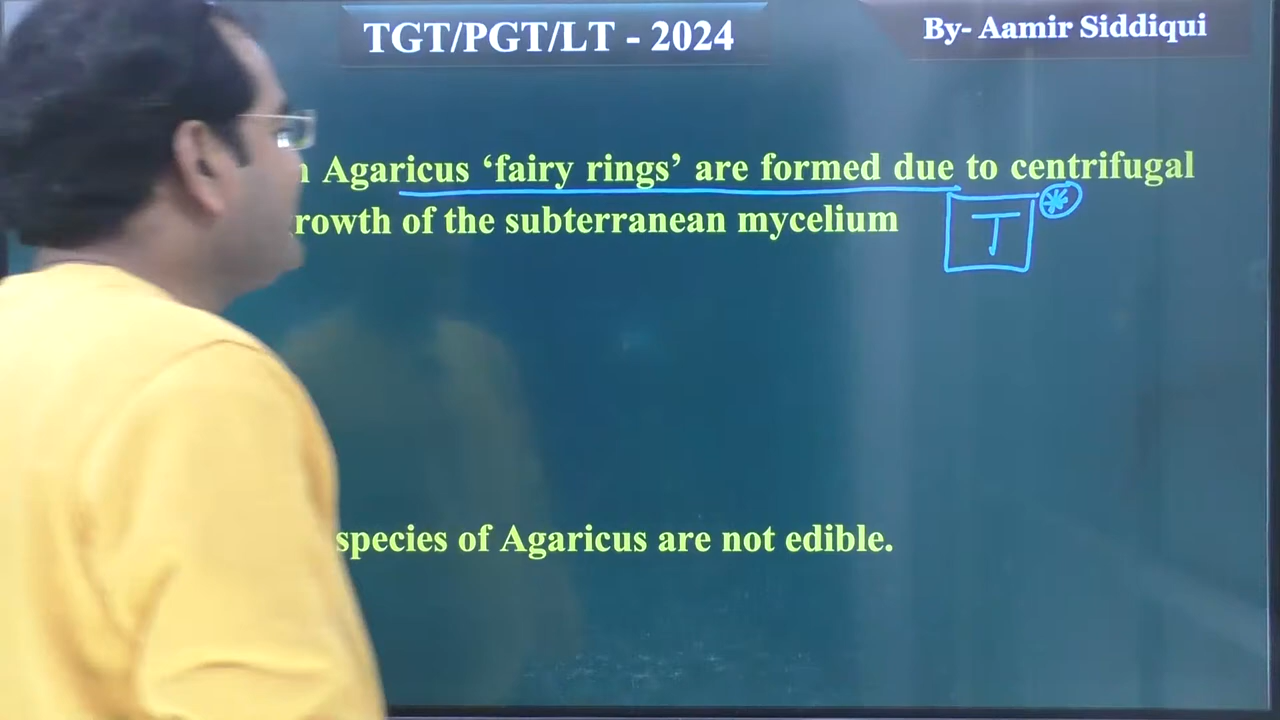 TGT/PGT/LT - 2024
By- Aamir Siddiqui
Agaricus ‘fairy rings’ are formed due to centrifugal
rowth of the subterranean mycelium
T
species of Agaricus are not edible.